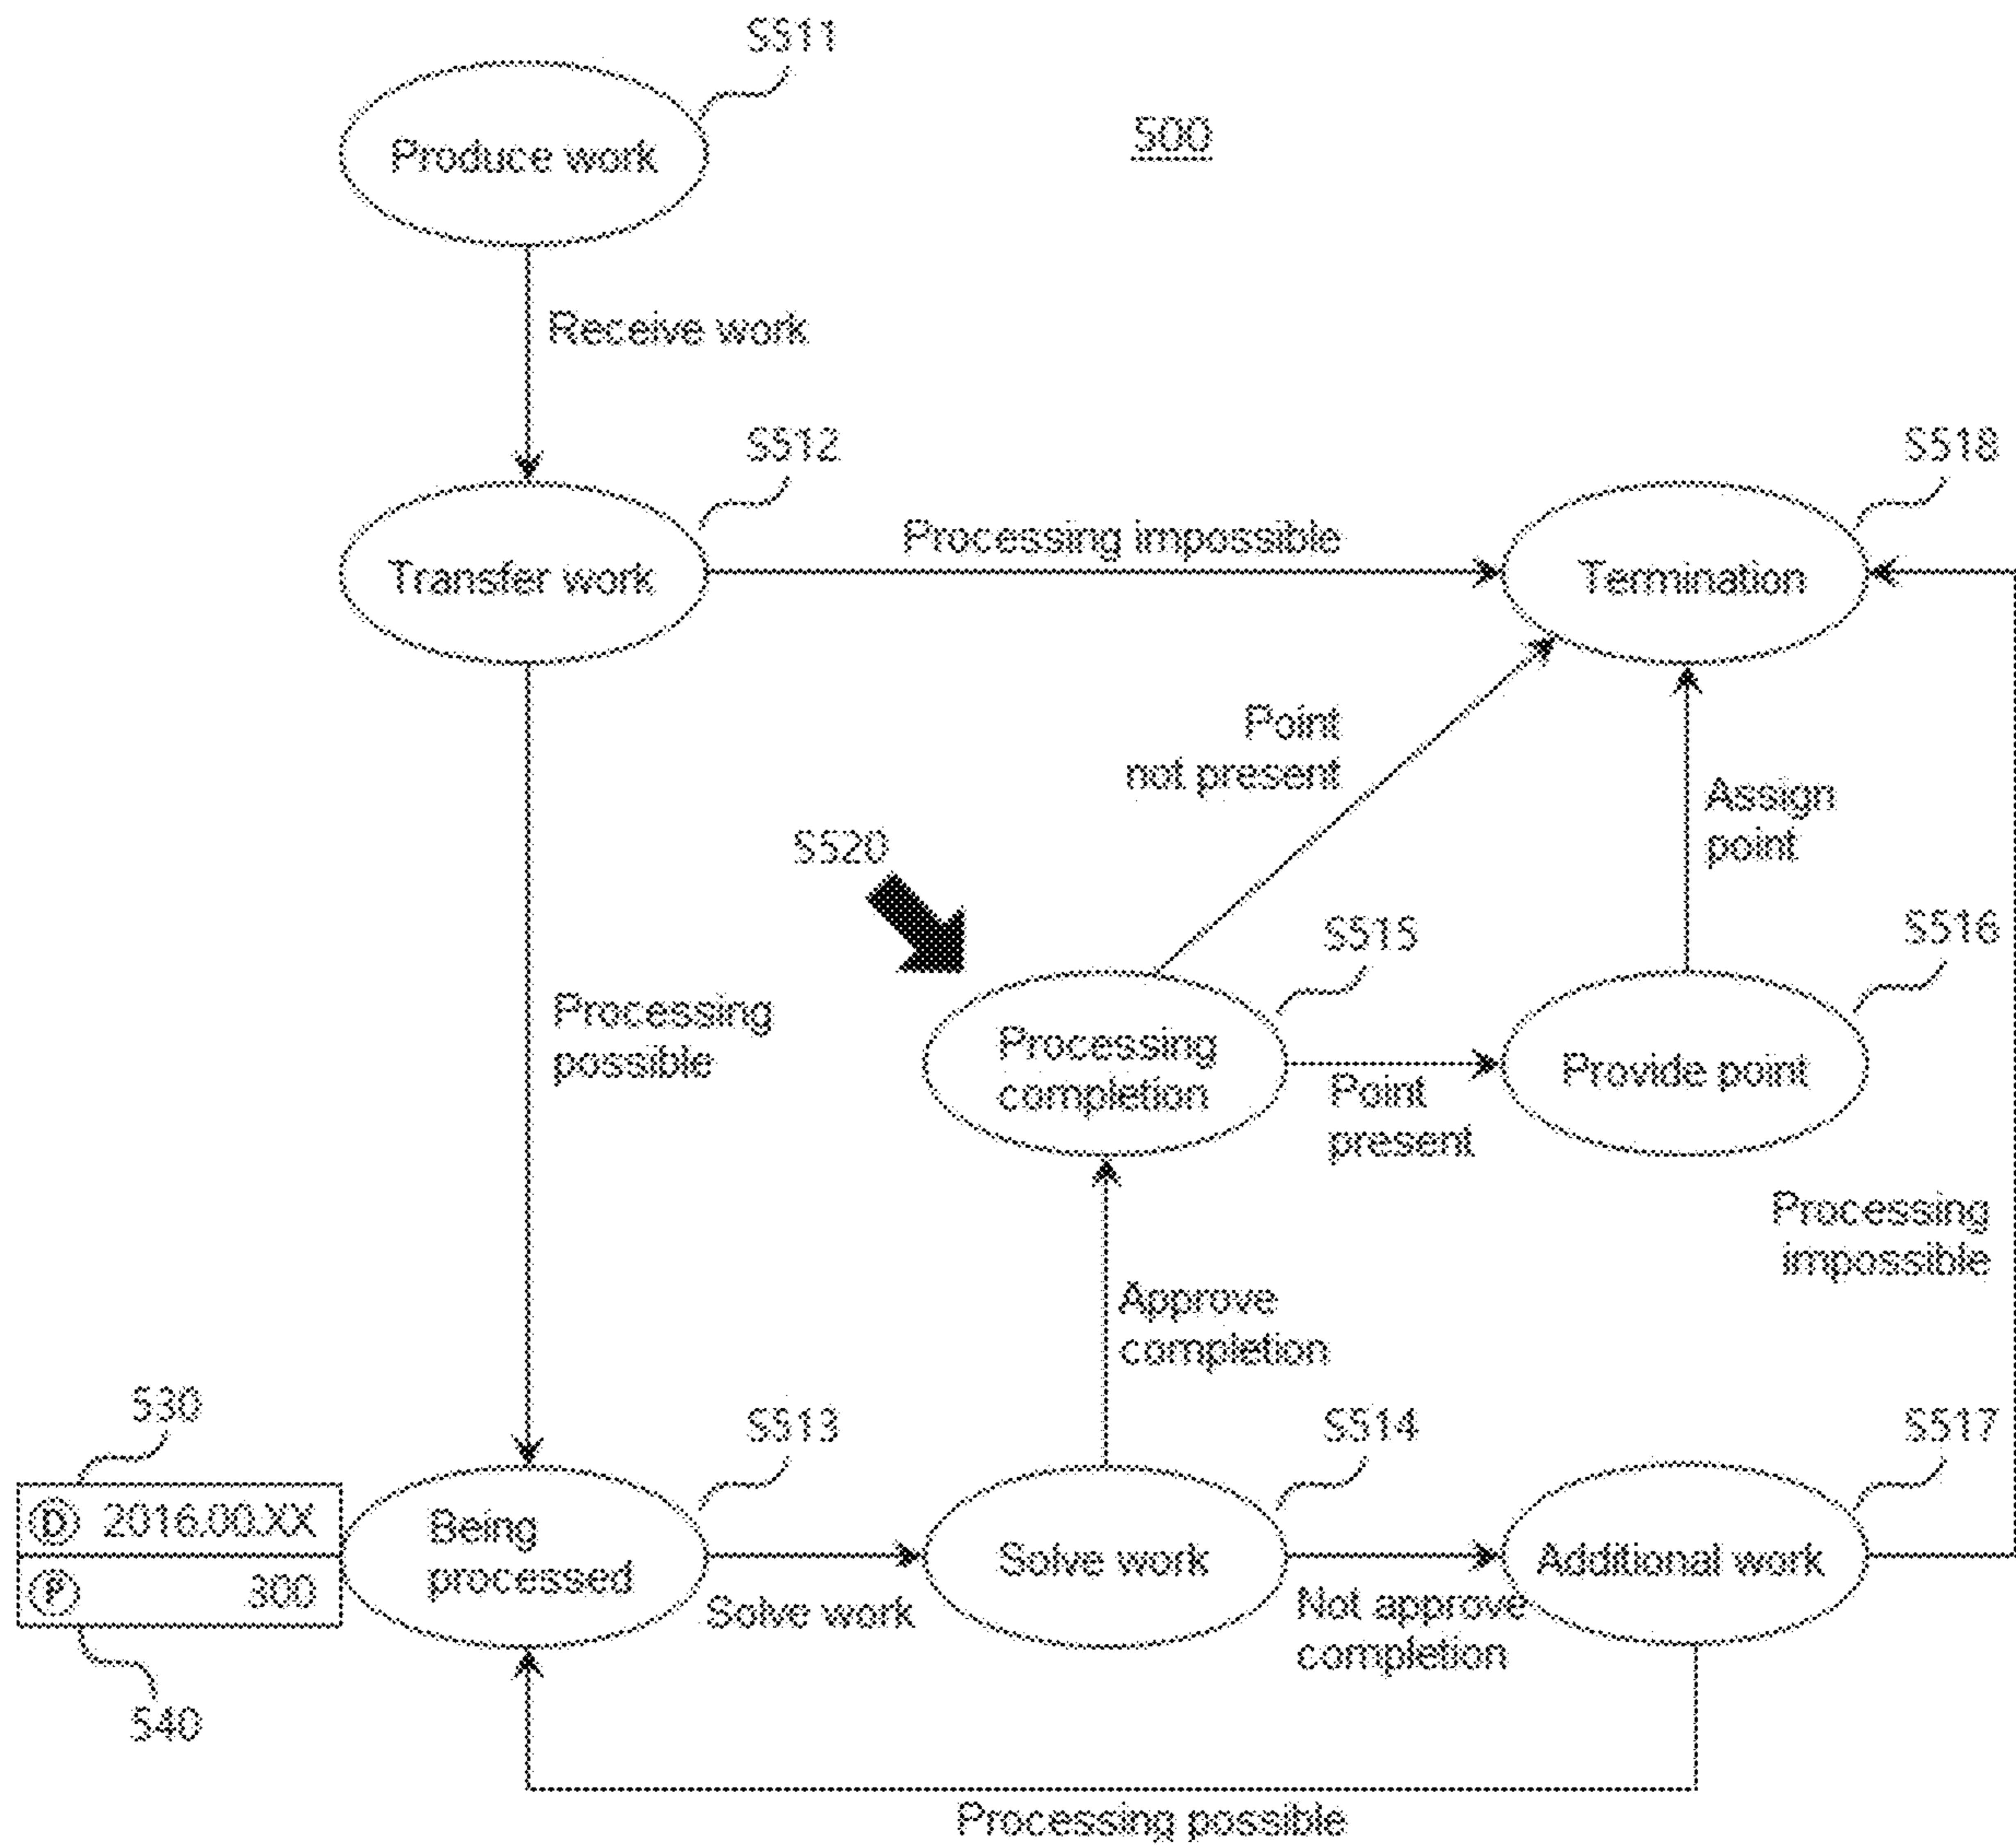 S511
500
Produce work
Receive work
S512
S518
Processing impossible
Transfer work
Termination
Point
not present
Assign
point
S520
S515
S516
Processing
possible
Processing
completion
Provide point
Point
present
Processing
impossible
Approve
completion
530
S513
S514
S517
D 2016.00.XX
Being
processed
Solve work
Additional work
P 300
Solve work
Not approve
completion
540
Processing possible